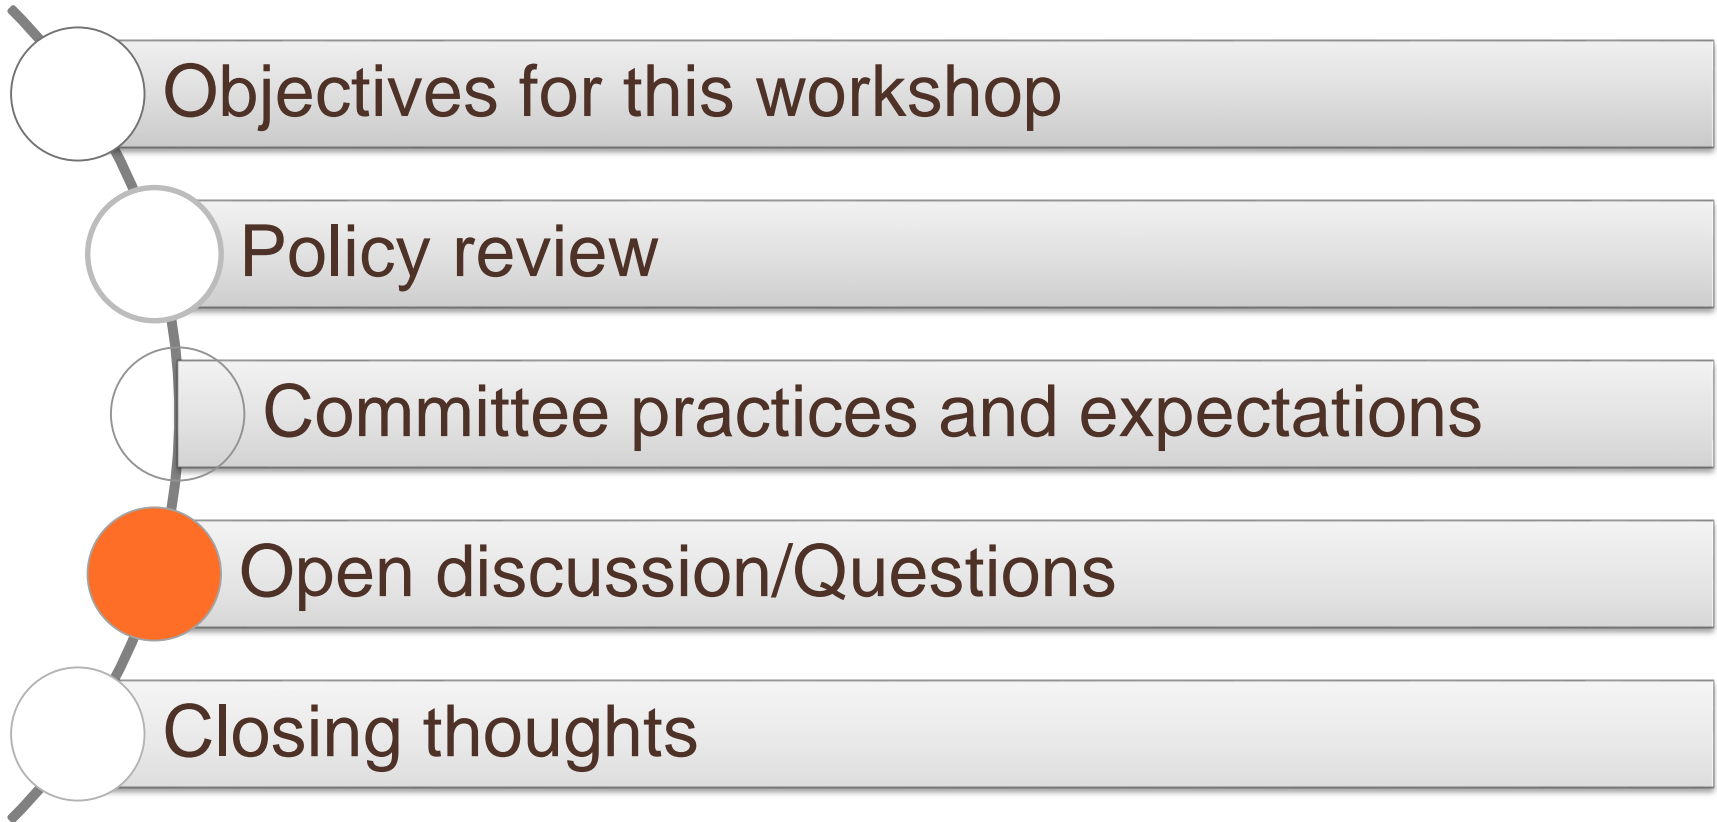 Objectives for this workshop
Policy review
Committee practices and expectations
Open discussion/Questions
Closing thoughts